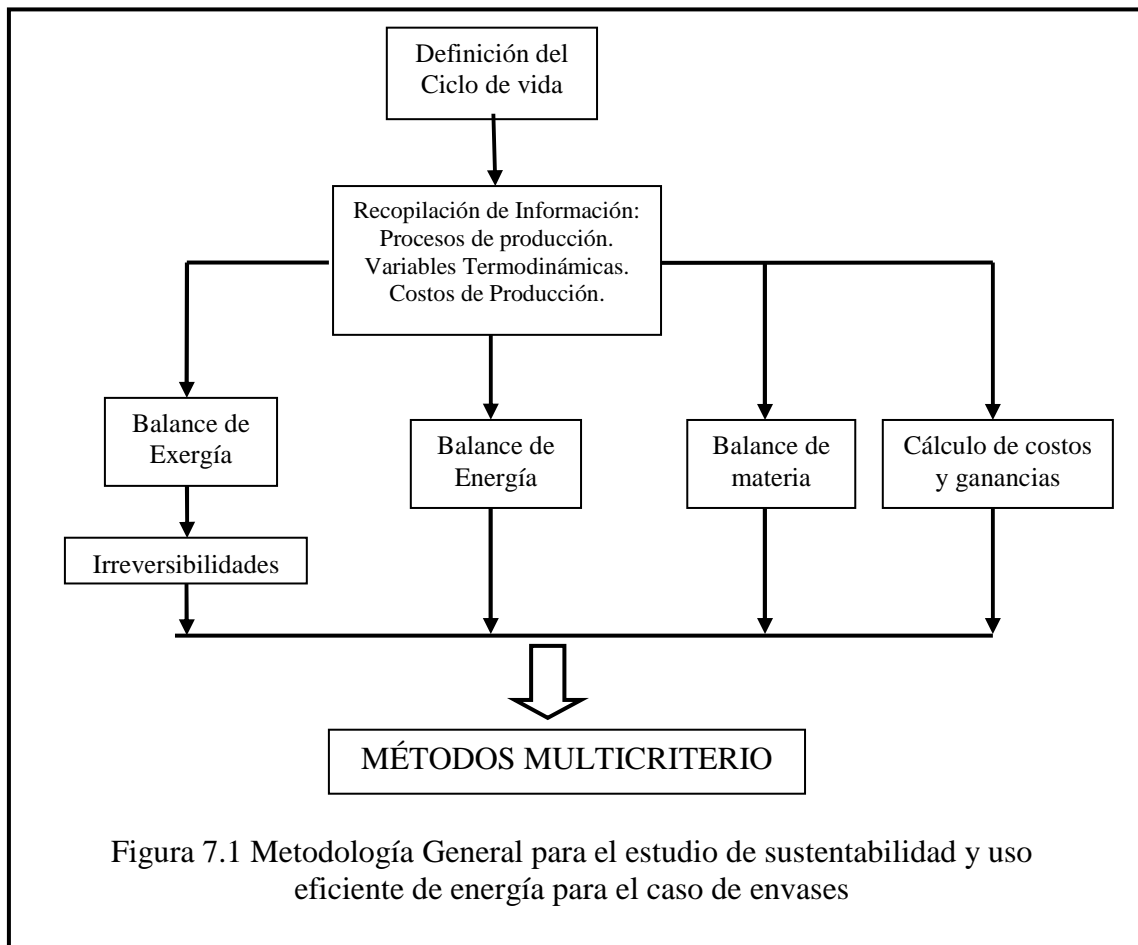 Definición del
Ciclo de vida
Recopilación de Información:
Procesos de producción.
Variables Termodinámicas.
Costos de Producción.
Balance de
Exergía
Balance de
Energía
Balance de
materia
Cálculo de costos
y ganancias
Irreversibilidades
MÉTODOS MULTICRITERIO
Figura 7.1 Metodología General para el estudio de sustentabilidad y uso
eficiente de energía para el caso de envases